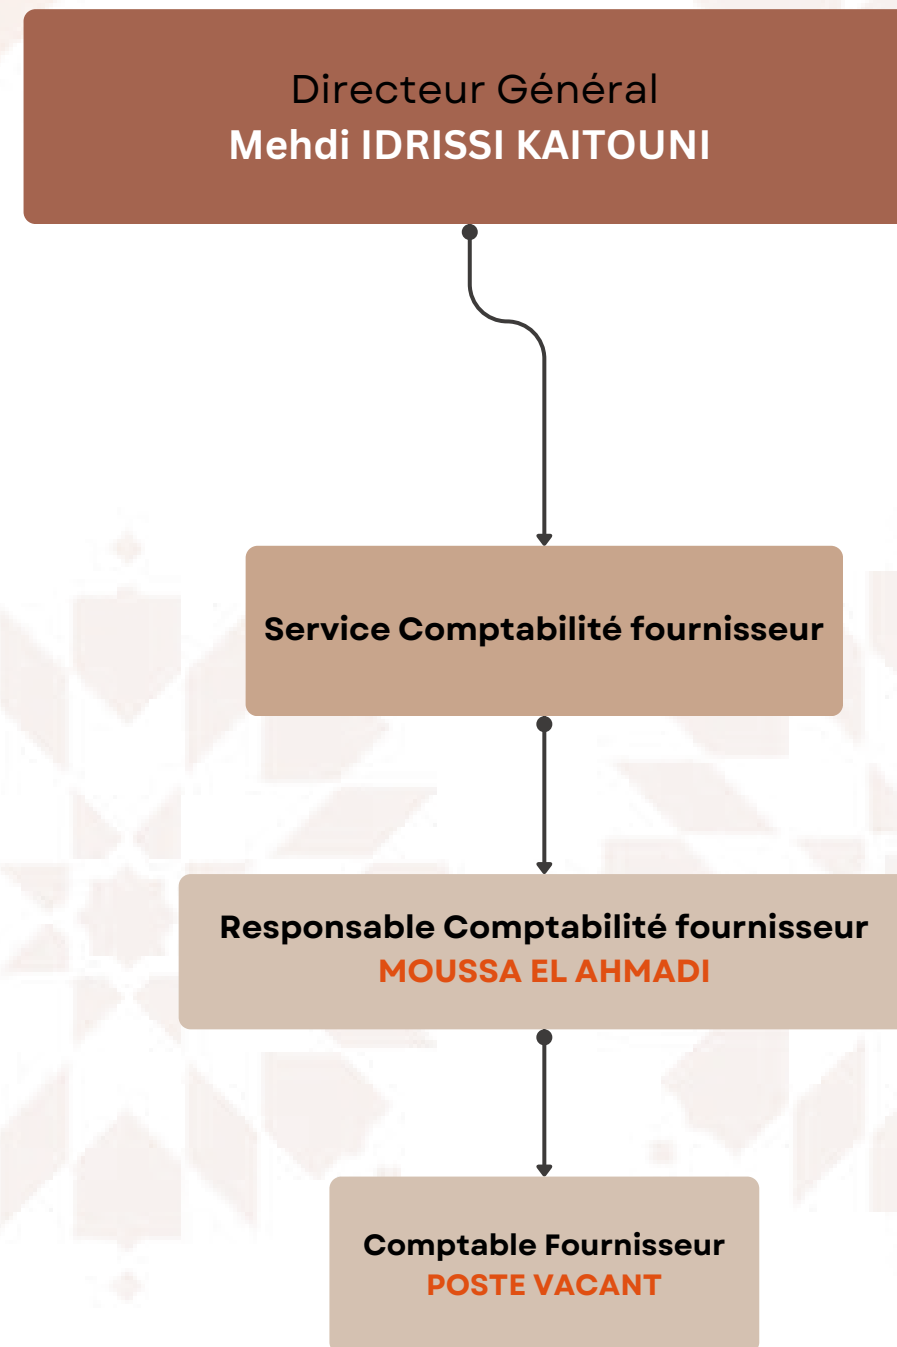 Directeur Général
Mehdi IDRISSI KAITOUNI
Service Comptabilité fournisseur
Responsable Comptabilité fournisseur
MOUSSA EL AHMADI
Comptable Fournisseur
POSTE VACANT